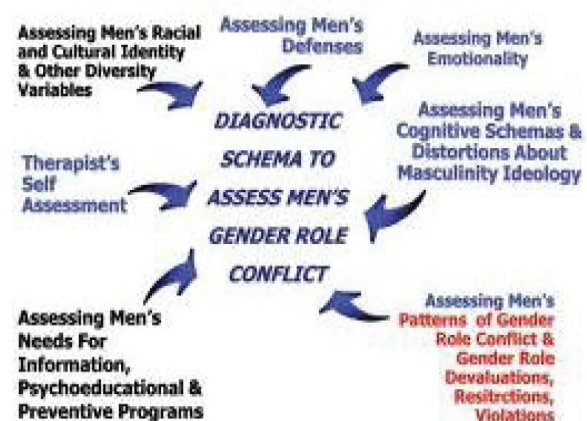 Assessing Men's Racial
and Cultural Identity
& Other Diversity
Variables
Assessing Men's
Defenses
Assessing Men's
Emotionality
Assessing Men's
Cognitive Schemas &
Distortions About
Masculinity Ideology
Therapist's
Self
Assessment
DIAGNOSTIC
SCHEMA TO
ASSESS MEN'S
GENDER ROLE
CONFLICT
Assessing Men's
Needs For
Information,
Psychoeducational &
Preventive Programs
Assessing Men's
Patterns of Gender
Role Conflict &
Gender Role
Devaluations,
Resitrctions,
Violations